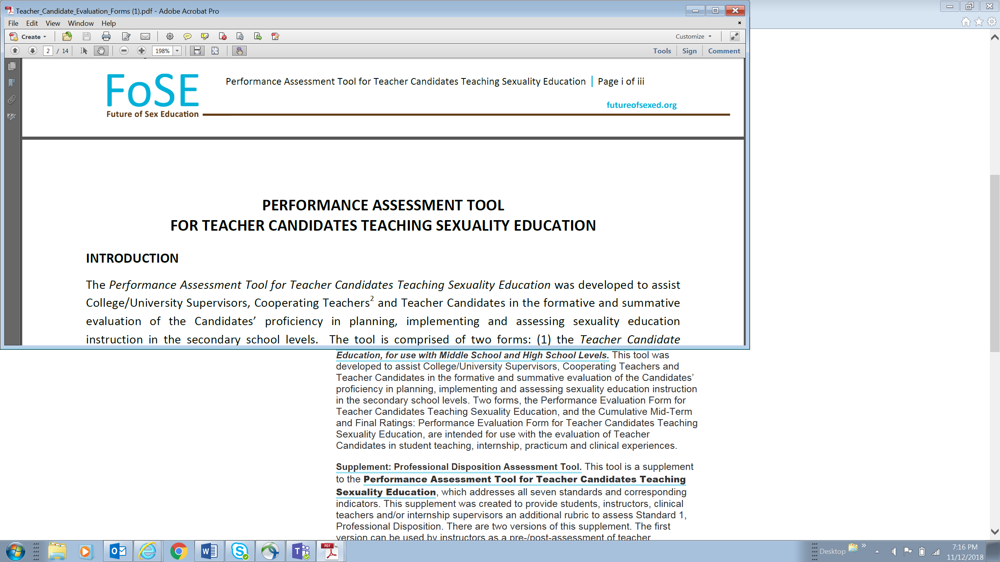 Teacher_Candidate_Evaluation_Forms (1).pdf - Adobe Acrobat Pro
File Edit View Window Help
Create
Customize
2 / 14
198%
Tools Sign Comment
FoSE
Future of Sex Education
Performance Assessment Tool for Teacher Candidates Teaching Sexuality Education | Page i of iii
futureofsexed.org
PERFORMANCE ASSESSMENT TOOL
FOR TEACHER CANDIDATES TEACHING SEXUALITY EDUCATION
INTRODUCTION
The Performance Assessment Tool for Teacher Candidates Teaching Sexuality Education was developed to assist
College/University Supervisors, Cooperating Teachers2 and Teacher Candidates in the formative and summative
evaluation of the Candidates’ proficiency in planning, implementing and assessing sexuality education
instruction in the secondary school levels. The tool is comprised of two forms: (1) the Teacher Candidate
Education, for use with Middle School and High School Levels. This tool was
developed to assist College/University Supervisors, Cooperating Teachers and
Teacher Candidates in the formative and summative evaluation of the Candidates’
proficiency in planning, implementing and assessing sexuality education instruction
in the secondary school levels. Two forms, the Performance Evaluation Form for
Teacher Candidates Teaching Sexuality Education, and the Cumulative Mid-Term
and Final Ratings: Performance Evaluation Form for Teacher Candidates Teaching
Sexuality Education, are intended for use with the evaluation of Teacher
Candidates in student teaching, internship, practicum and clinical experiences.
Supplement: Professional Disposition Assessment Tool. This tool is a supplement
to the Performance Assessment Tool for Teacher Candidates Teaching
Sexuality Education, which addresses all seven standards and corresponding
indicators. This supplement was created to provide students, instructors, clinical
teachers and/or internship supervisors an additional rubric to assess Standard 1,
Professional Disposition. There are two versions of this supplement. The first
version can be used by instructors as a pre-/post-assessment of teacher
PDF
Desktop
7:16 PM
11/12/2018